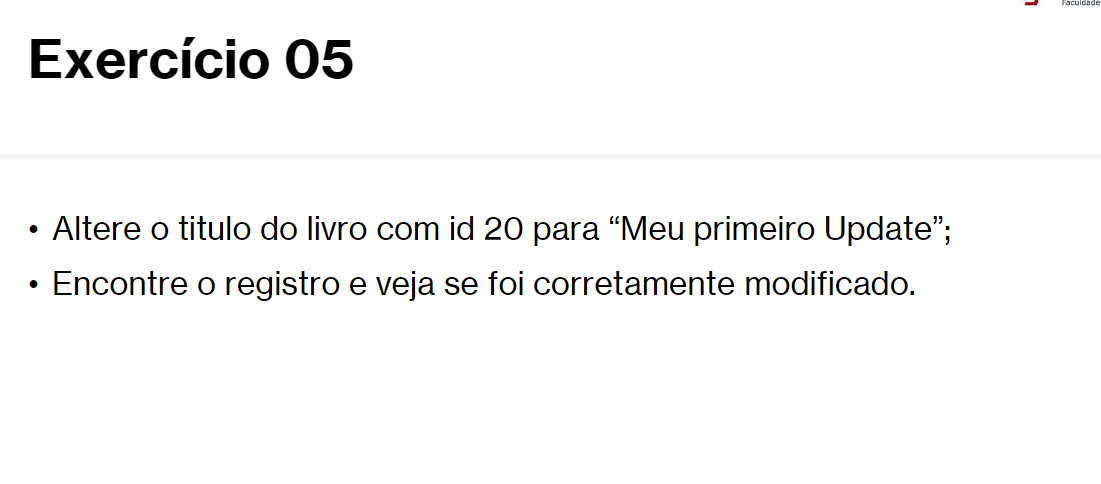 Faculdade
Exercício 05
• Altere o titulo do livro com id 20 para “Meu primeiro Update”;
• Encontre o registro e veja se foi corretamente modificado.